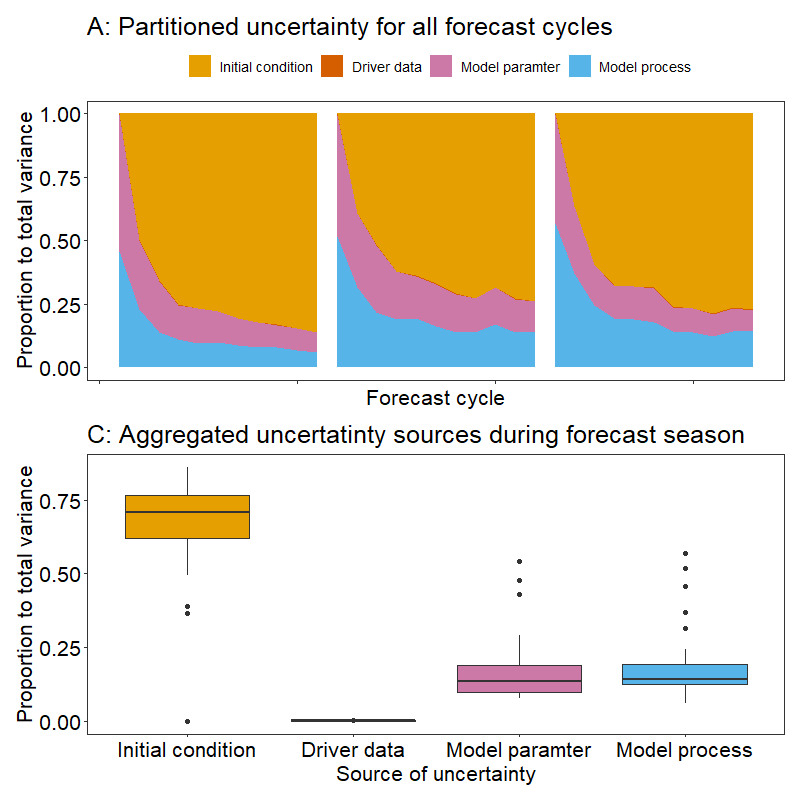 A: Partitioned uncertainty for all forecast cycles
Initial condition Driver data Model paramter Model process
Proportion to total variance
1.00
0.75
0.50
0.25
0.00
Forecast cycle
C: Aggregated uncertatinty sources during forecast season
Proportion to total variance
0.75
0.50
0.25
0.00
Initial condition Driver data Model paramter Model process
Source of uncertainty